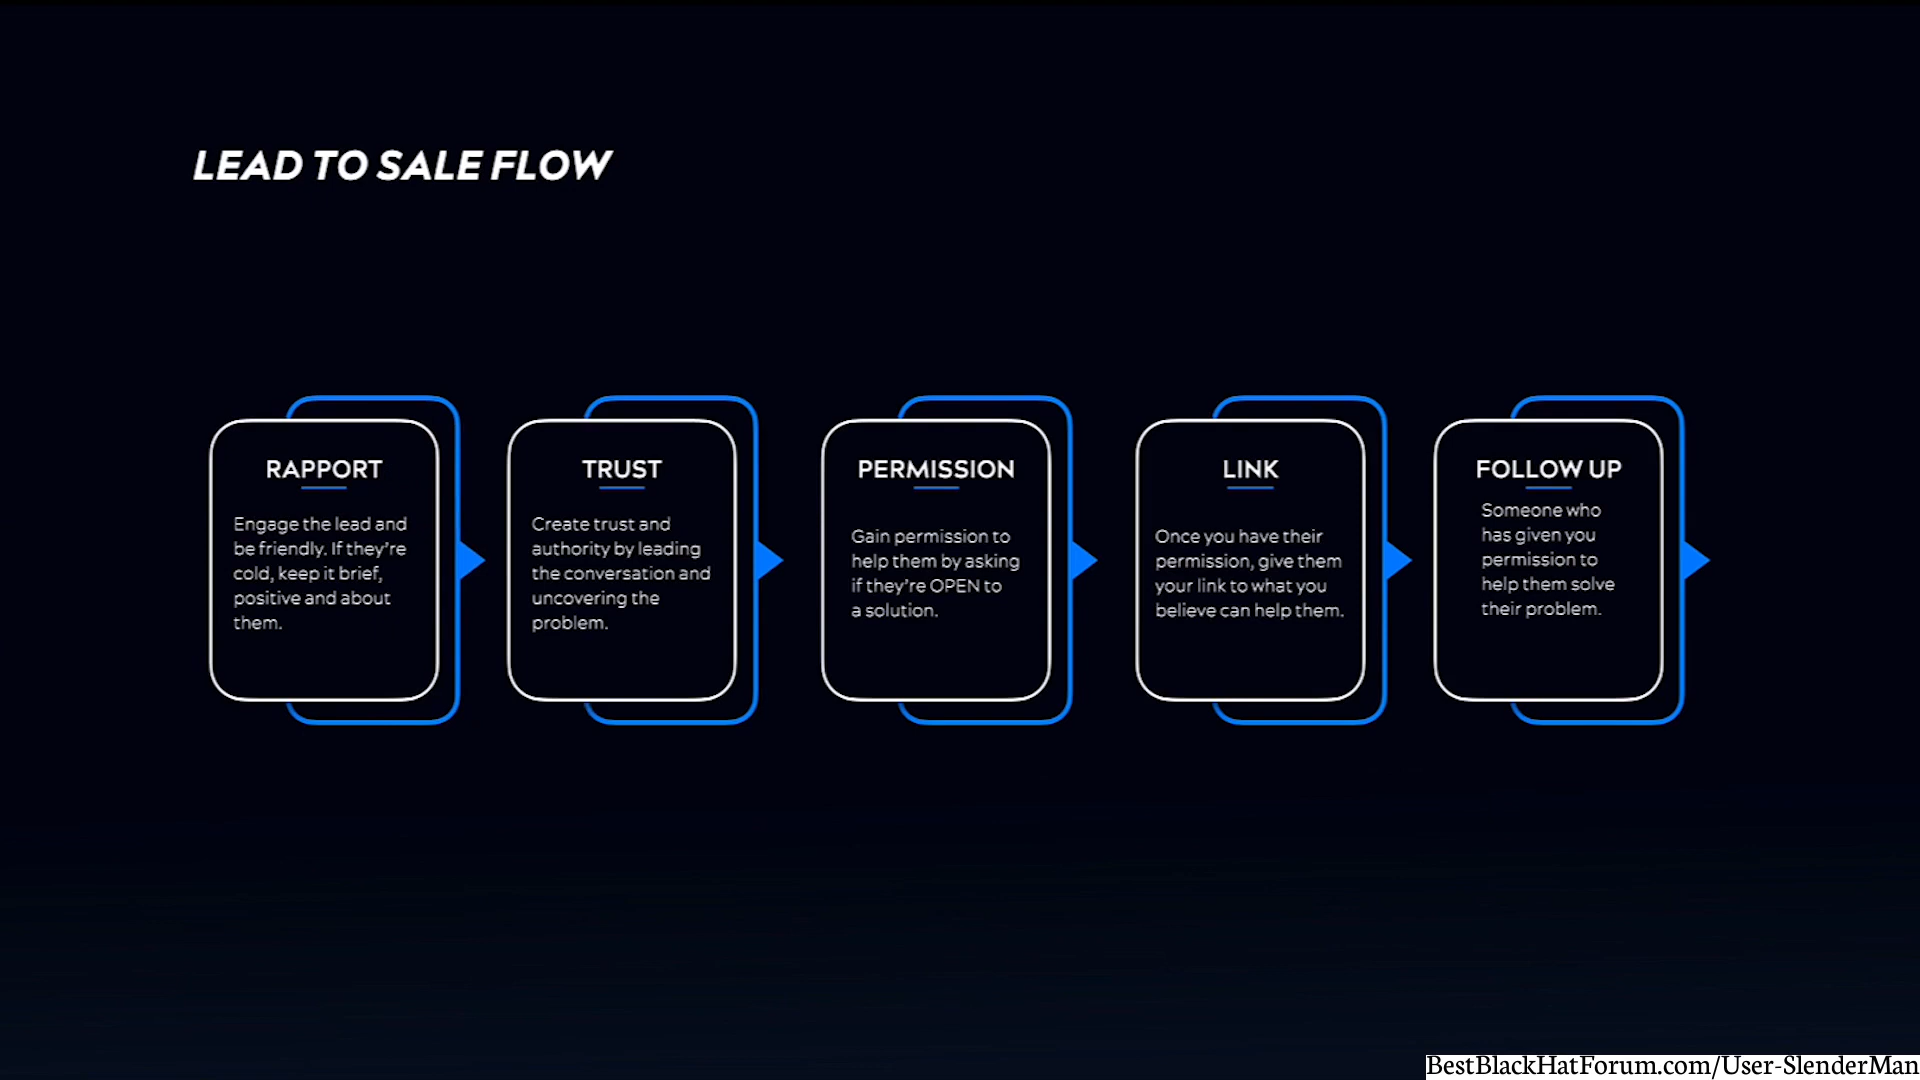 LEAD TO SALE FLOW
RAPPORT
Engage the lead and
be friendly. If they're
cold, keep it brief,
positive and about
them.
TRUST
Create trust and
authority by leading
the conversation and
uncovering the
problem.
PERMISSION
Gain permission to
help them by asking
if they're OPEN to
a solution.
LINK
Once you have their
permission, give them
your link to what you
believe can help them.
FOLLOW UP
Someone who
has given you
permission to
help them solve
their problem.
BestBlackHatForum.com/User-SlenderMan